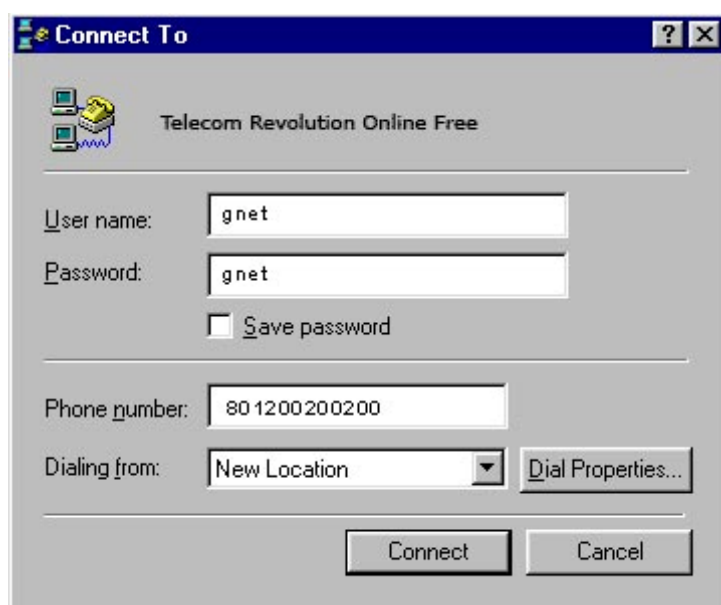 Connect To
Telecom Revolution Online Free
User name: gnet
Password: gnet
Save password
Phone number: 801200200200
Dialing from: New Location Dial Properties...
Connect Cancel